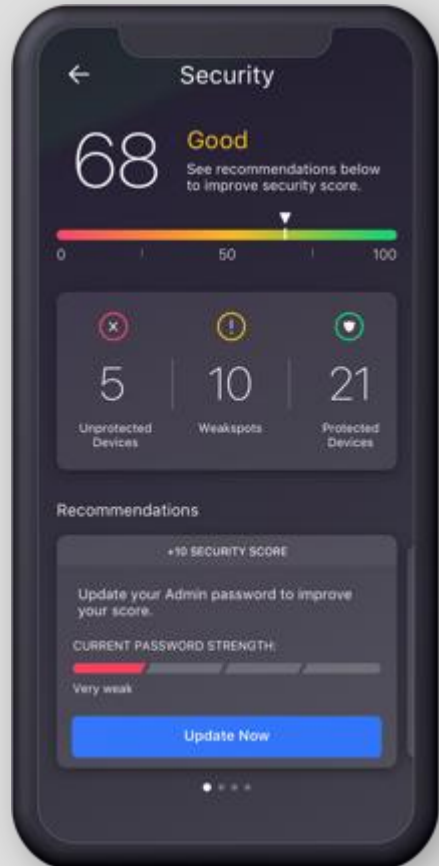 Security
68
Good
See recommendations below
to improve security score.
0 50 100
5 10 21
Unprotected Weakspots Protected
Devices Devices
Recommendations
+10 SECURITY SCORE
Update your Admin password to improve
your score.
CURRENT PASSWORD STRENGTH:
Very weak
Update Now